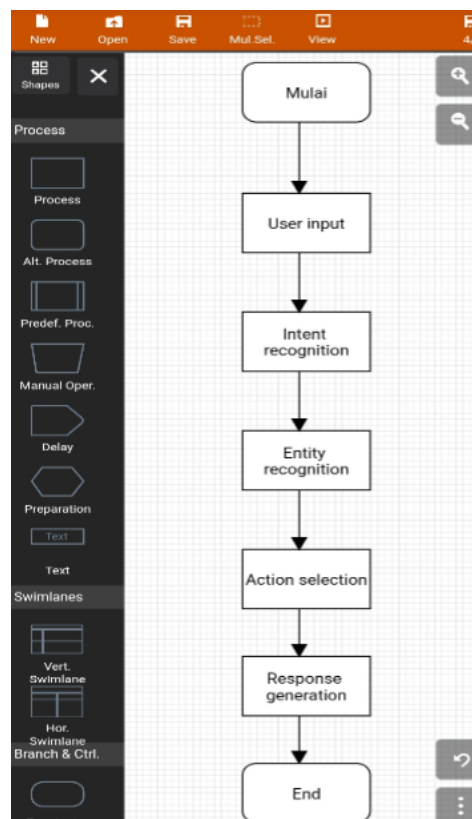 New
Open
Save
Mul.Sel.
View
Shapes
Process
Process
Alt. Process
Predef. Proc.
Manual Oper.
Delay
Preparation
Text
Text
Swimlanes
Vert.
Swimlane
Hor.
Swimlane
Branch & Ctrl.
Mulai
User input
Intent
recognition
Entity
recognition
Action selection
Response
generation
End